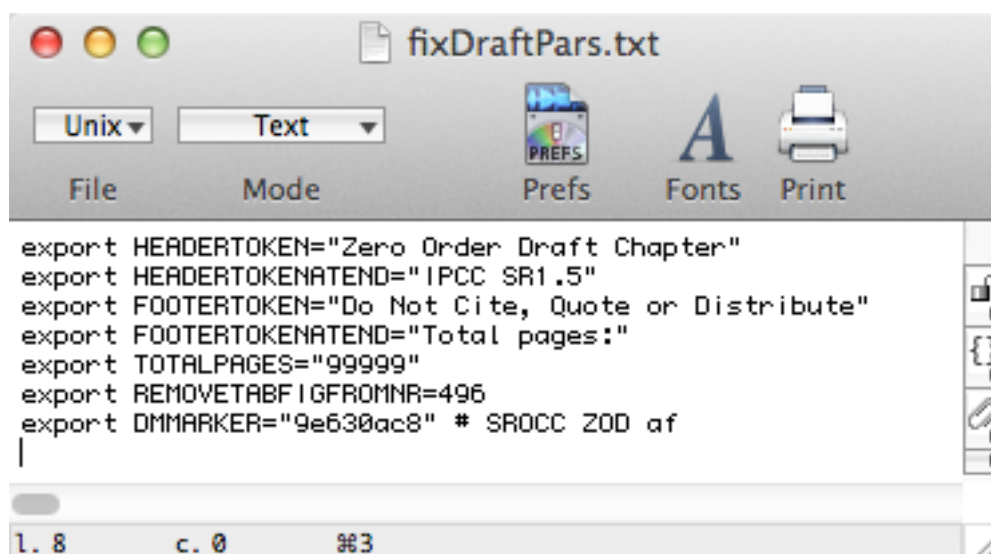 fixDraftPars.txt
Unix Text PREFS
File Mode Prefs Fonts Print
export HEADERTOKEN="Zero Order Draft Chapter"
export HEADERTOKENATEND="IPCC SR1.5"
export FOOTERTOKEN="Do Not Cite, Quote or Distribute"
export FOOTERTOKENATEND="Total pages:"
export TOTALPAGES="99999"
export REMOVETABFIGFROMNR=496
export DMMARKER="9e630ac8" # SROCC ZOD af
l. 8 c. 0 ⌘3